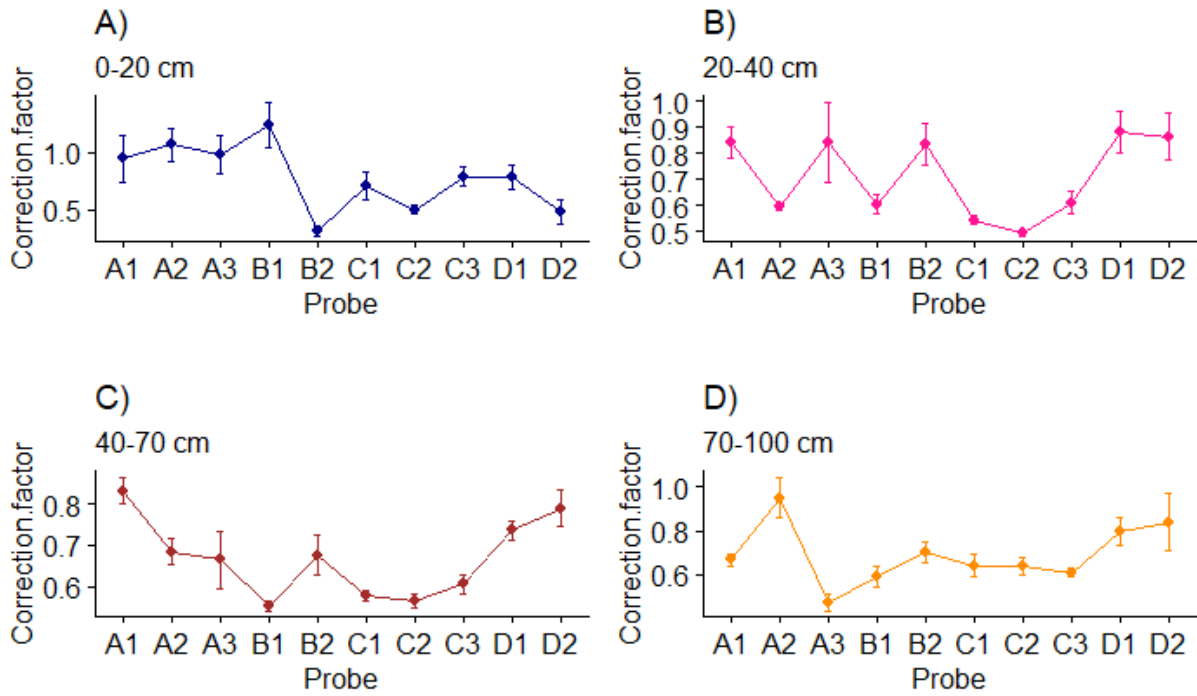 A)
0-20 cm
Correction.factor
1.0
0.5
A1 A2 A3 B1 B2 C1 C2 C3 D1 D2
Probe
B)
20-40 cm
Correction.factor
1.0
0.9
0.8
0.7
0.6
0.5
A1 A2 A3 B1 B2 C1 C2 C3 D1 D2
Probe
C)
40-70 cm
Correction.factor
0.8
0.7
0.6
A1 A2 A3 B1 B2 C1 C2 C3 D1 D2
Probe
D)
70-100 cm
Correction.factor
1.0
0.8
0.6
A1 A2 A3 B1 B2 C1 C2 C3 D1 D2
Probe